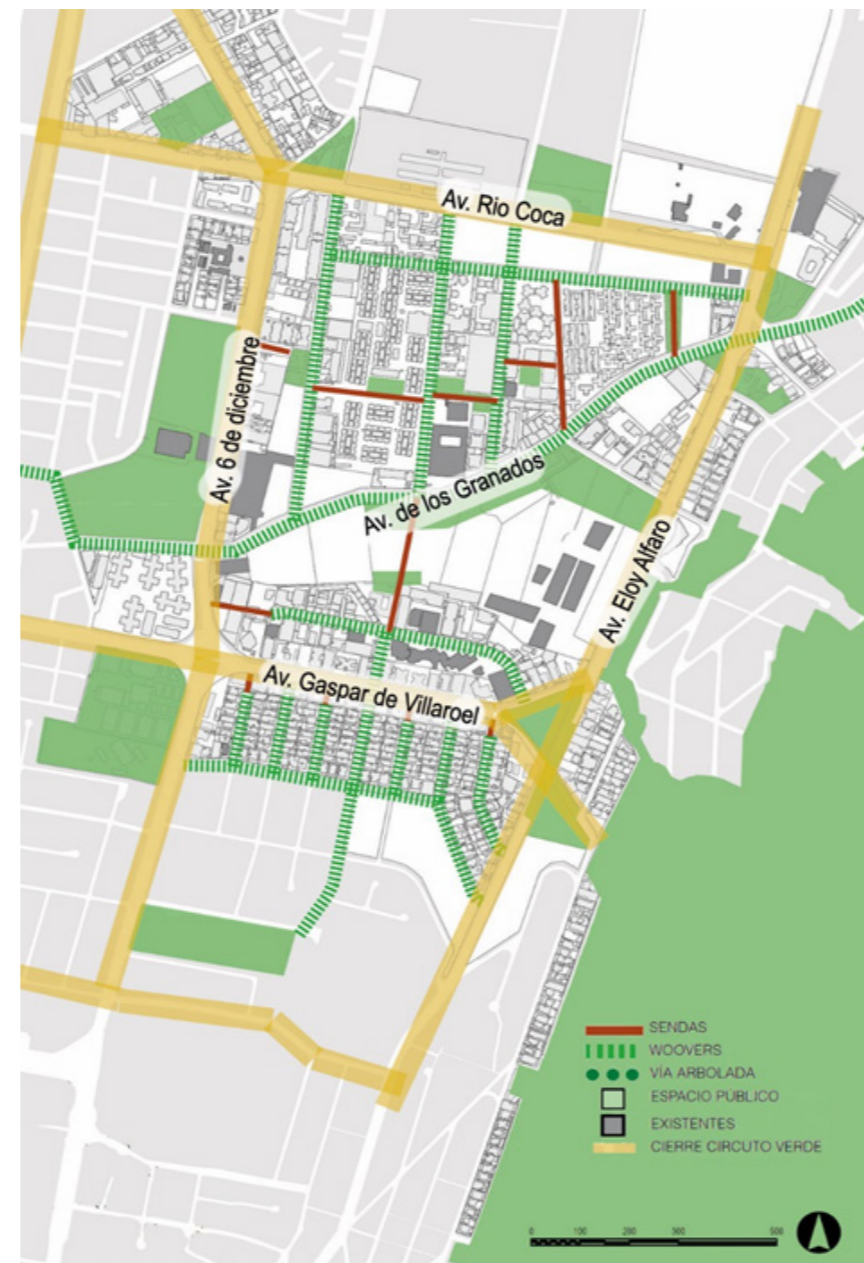 Av. Rio Coca
Av. 6 de diciembre
Av. de los Granados
Av. Eloy Alfaro
Av. Gaspar de Villaroel
SENDAS
WOOVERS
VÍA ARBOLADA
ESPACIO PÚBLICO
EXISTENTES
CIERRE CIRCUTO VERDE
0 100 200 300 500